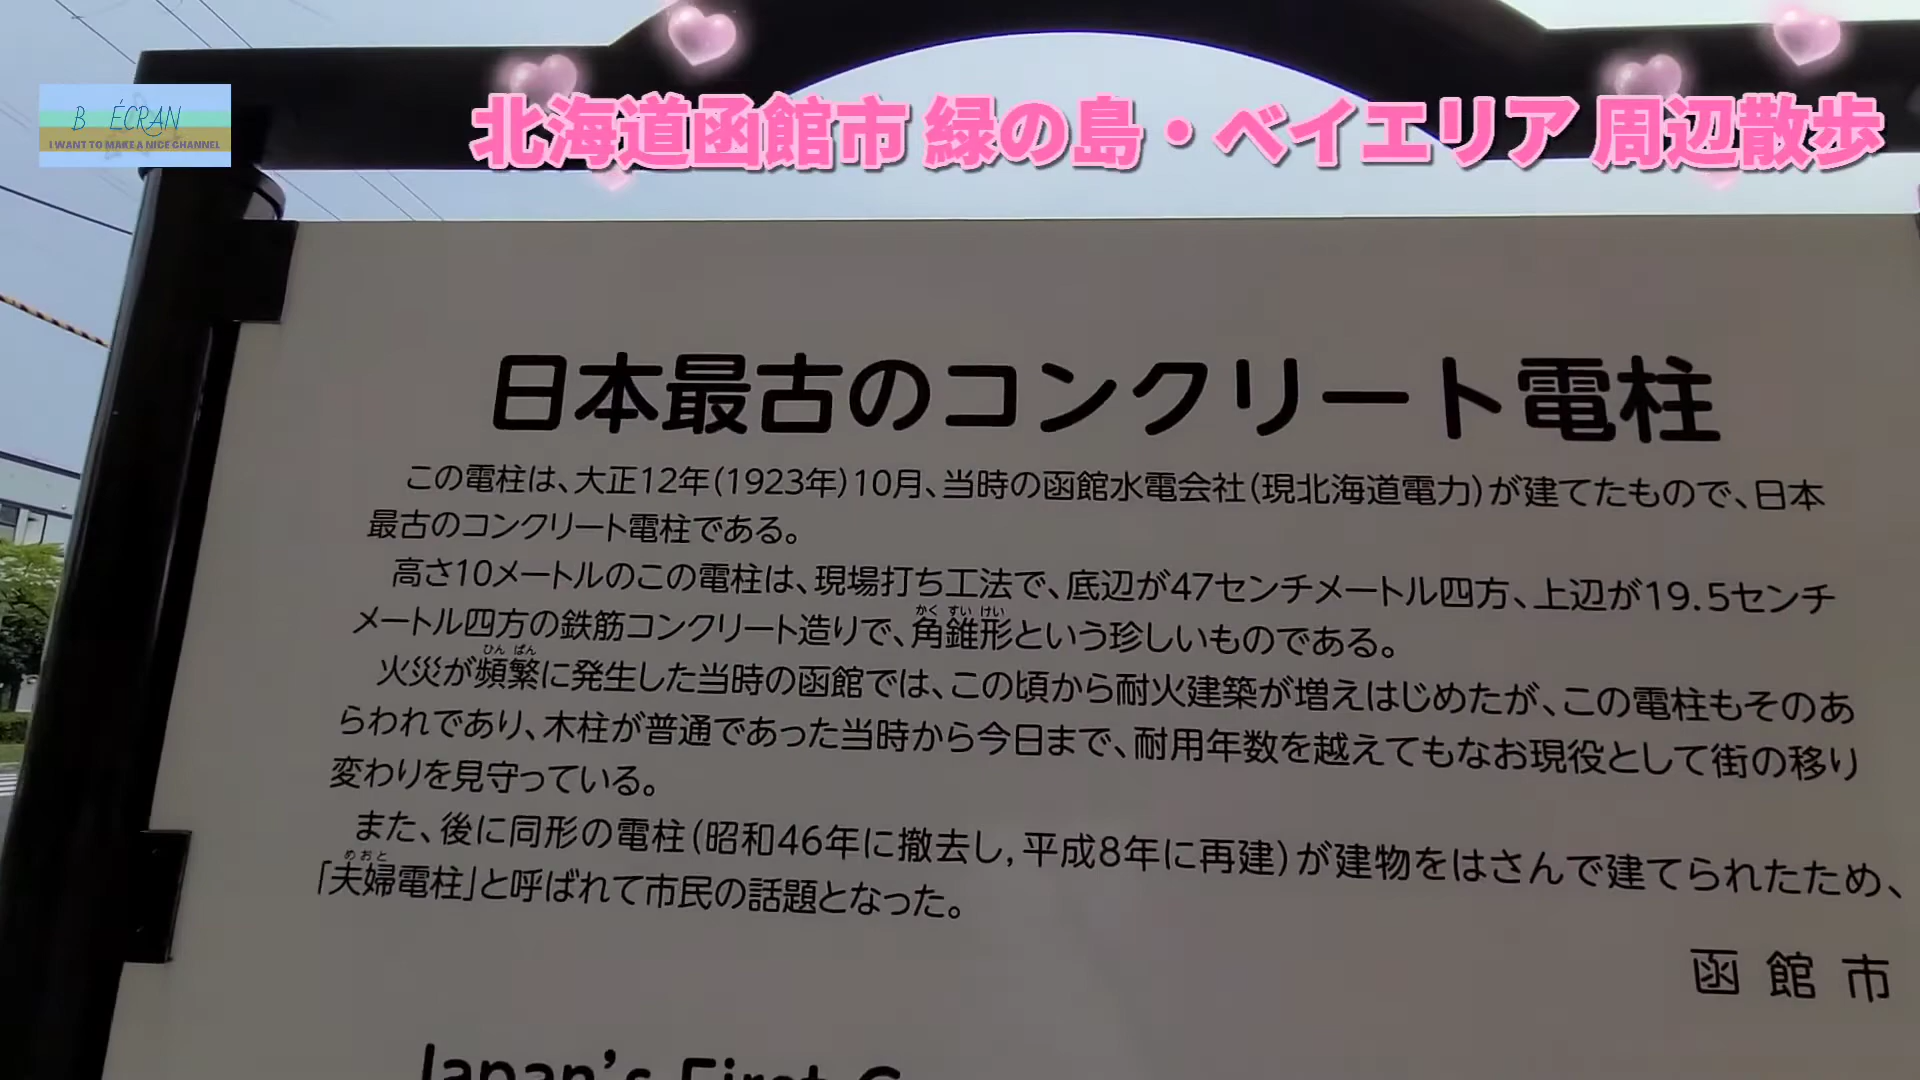 B ÉCRAN
I WANT TO MAKE A NICE CHANNEL
北海道函館市 緑の島・ベイエリア 周辺散歩
日本最古のコンクリート電柱
この電柱は、大正12年(1923年)10月、当時の函館水電会社(現北海道電力)が建てたもので、日本
最古のコンクリート電柱である。
高さ10メートルのこの電柱は、現場打ち工法で、底辺が47センチメートル四方、上辺が19.5センチ
かく すい けい
メートル四方の鉄筋コンクリート造りで、角錐形という珍しいものである。
ひん ぱん
火災が頻繁に発生した当時の函館では、この頃から耐火建築が増えはじめたが、この電柱もそのあ
らわれであり、木柱が普通であった当時から今日まで、耐用年数を越えてもなお現役として街の移り
変わりを見守っている。
また、後に同形の電柱(昭和46年に撤去し,平成8年に再建)が建物をはさんで建てられたため、
めおと
「夫婦電柱」と呼ばれて市民の話題となった。
函館市
Japan's First